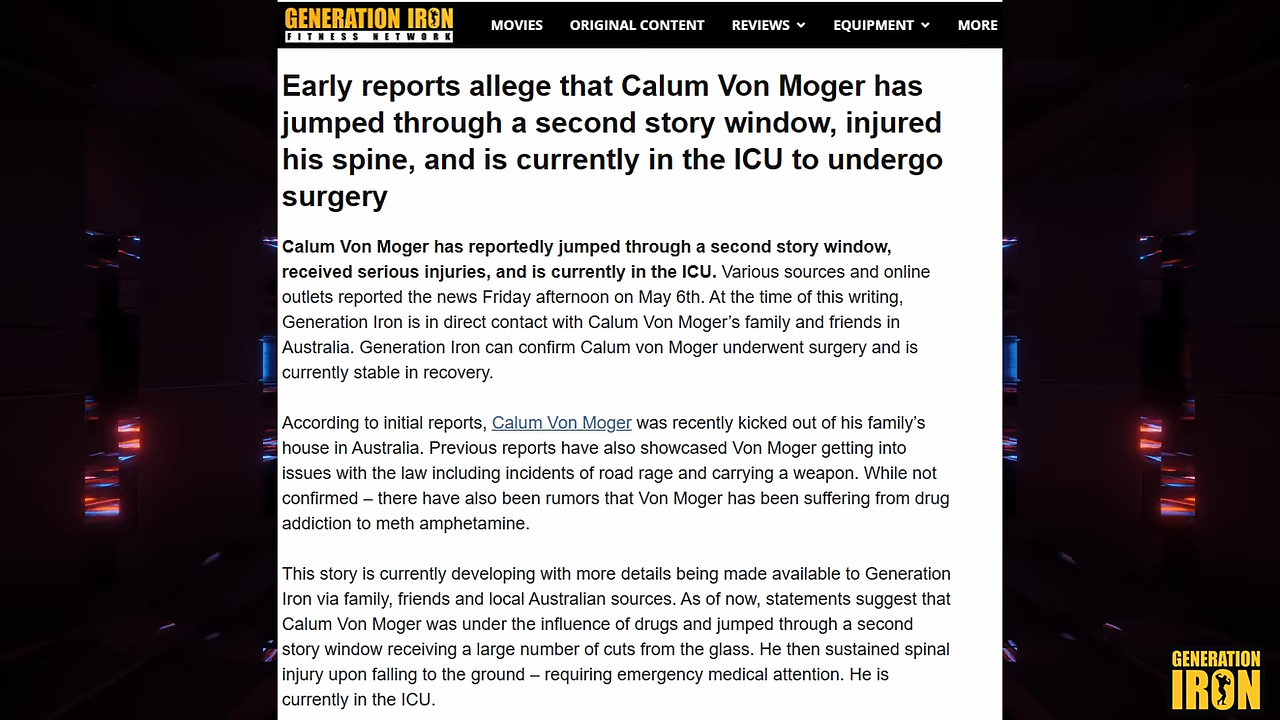 GENERATION IRON
FITNESS NETWORK
MOVIES ORIGINAL CONTENT REVIEWS EQUIPMENT MORE
Early reports allege that Calum Von Moger has
jumped through a second story window, injured
his spine, and is currently in the ICU to undergo
surgery
Calum Von Moger has reportedly jumped through a second story window,
received serious injuries, and is currently in the ICU. Various sources and online
outlets reported the news Friday afternoon on May 6th. At the time of this writing,
Generation Iron is in direct contact with Calum Von Moger’s family and friends in
Australia. Generation Iron can confirm Calum von Moger underwent surgery and is
currently stable in recovery.
According to initial reports, Calum Von Moger was recently kicked out of his family’s
house in Australia. Previous reports have also showcased Von Moger getting into
issues with the law including incidents of road rage and carrying a weapon. While not
confirmed – there have also been rumors that Von Moger has been suffering from drug
addiction to meth amphetamine.
This story is currently developing with more details being made available to Generation
Iron via family, friends and local Australian sources. As of now, statements suggest that
Calum Von Moger was under the influence of drugs and jumped through a second
story window receiving a large number of cuts from the glass. He then sustained spinal
injury upon falling to the ground – requiring emergency medical attention. He is
currently in the ICU.
GENERATION
IRON